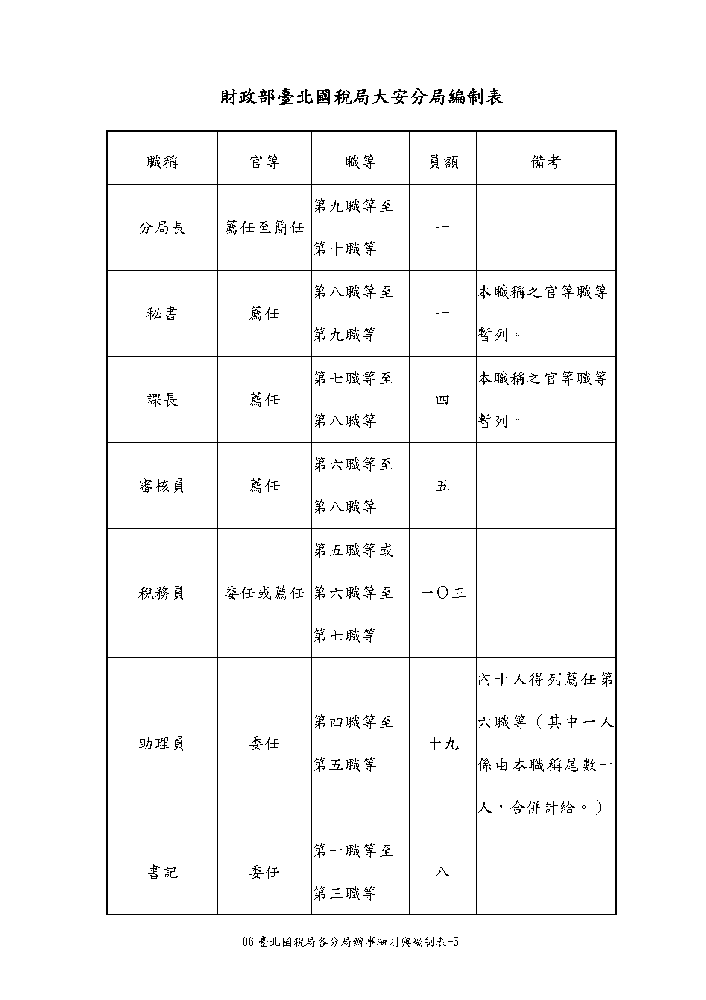 財政部臺北國稅局大安分局編制表
職稱 官等 職等 員額 備考
分局長 薦任至簡任 第九職等至 一
第十職等
秘書 薦任 第八職等至 一 本職稱之官等職等
第九職等 暫列。
課長 薦任 第七職等至 四 本職稱之官等職等
第八職等 暫列。
審核員 薦任 第六職等至 五
第八職等
稅務員 委任或薦任 第五職等或 一〇三
第六職等至
第七職等
助理員 委任 第四職等至 十九 內十人得列薦任第
第五職等 六職等（其中一人
係由本職稱尾數一
人，合併計給。）
書記 委任 第一職等至 八
第三職等
06 臺北國稅局各分局辦事細則與編制表-5